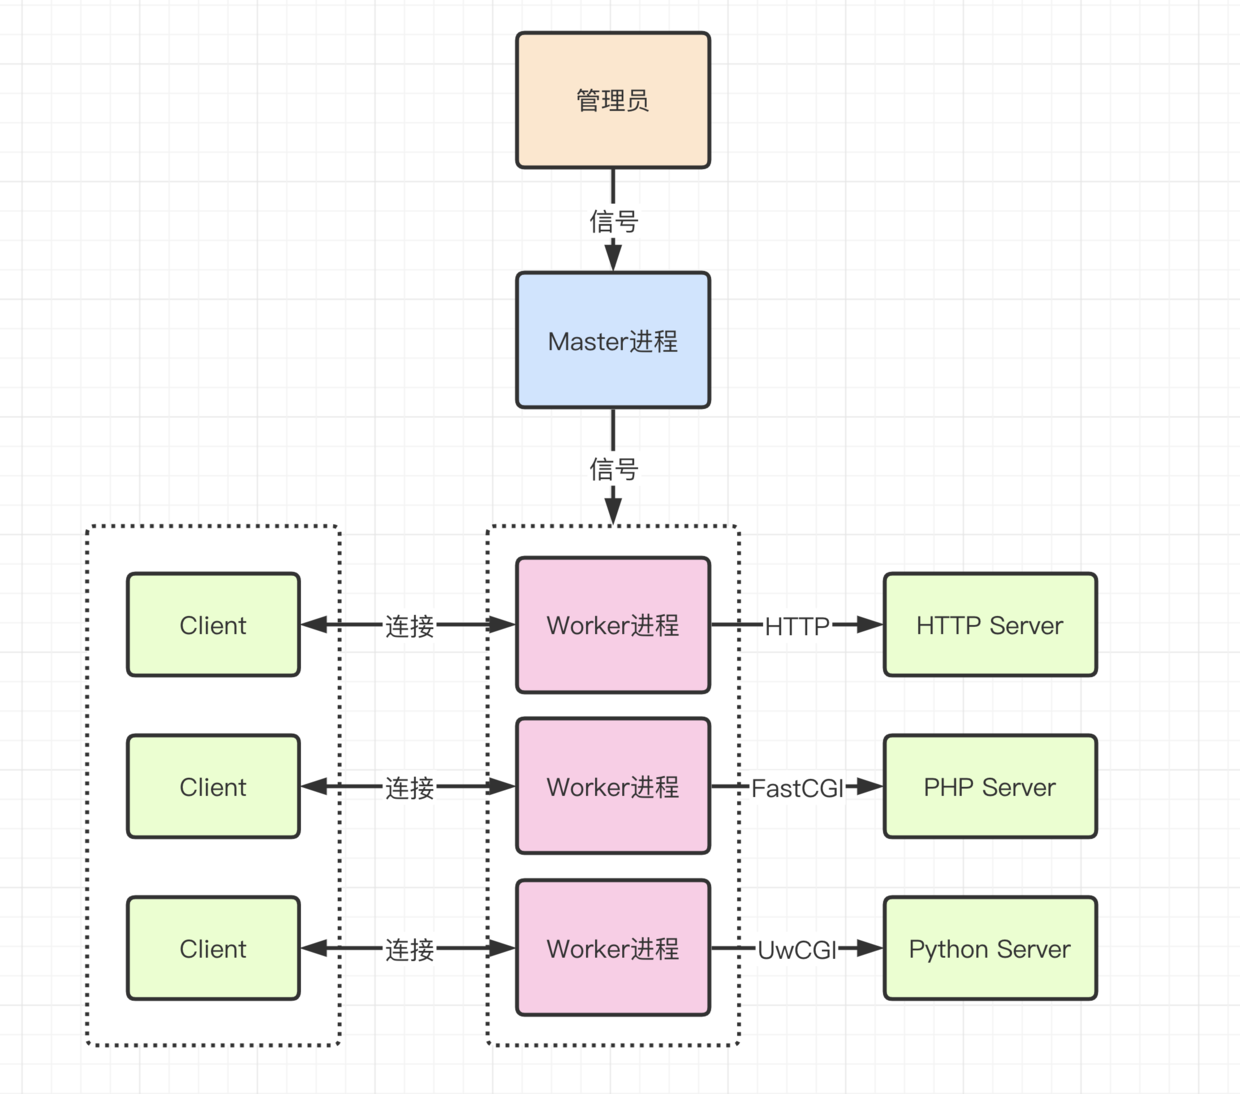 管理员
信号
Master进程
信号
Client
连接
Worker进程
HTTP
HTTP Server
Client
连接
Worker进程
FastCGI
PHP Server
Client
连接
Worker进程
UwCGI
Python Server